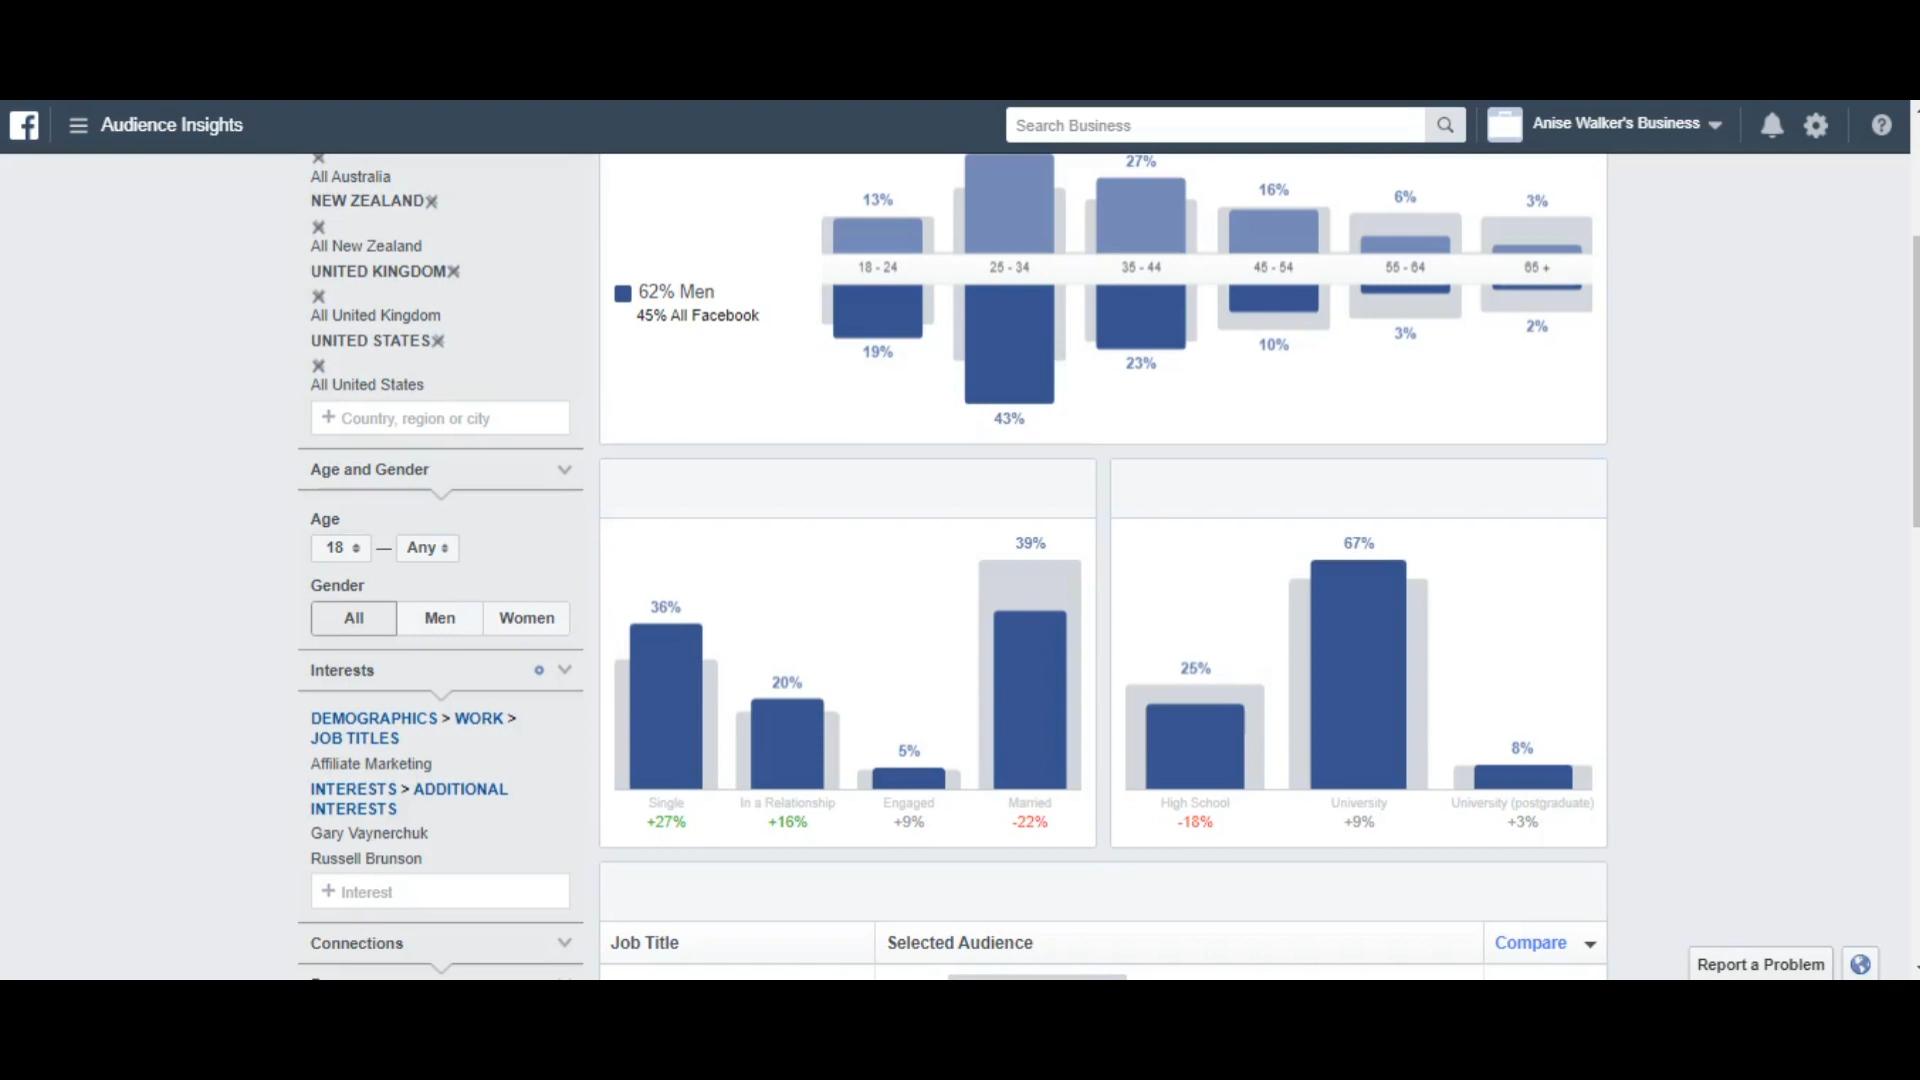 Audience Insights
Search Business
Anise Walker's Business
All Australia
NEW ZEALAND
All New Zealand
UNITED KINGDOM
All United Kingdom
UNITED STATES
All United States
+ Country, region or city
Age and Gender
Age
18 — Any
Gender
All Men Women
Interests
DEMOGRAPHICS > WORK >
JOB TITLES
Affiliate Marketing
INTERESTS > ADDITIONAL
INTERESTS
Gary Vaynerchuk
Russell Brunson
+ Interest
Connections
13% 27% 16% 6% 3%
18 - 24 25 - 34 35 - 44 45 - 54 55 - 64 65 +
62% Men
45% All Facebook
19% 43% 23% 10% 3% 2%
36% 20% 5% 39%
Single In a Relationship Engaged Married
+27% +16% +9% -22%
25% 67% 8%
High School University University (postgraduate)
-18% +9% +3%
Job Title Selected Audience Compare
Report a Problem